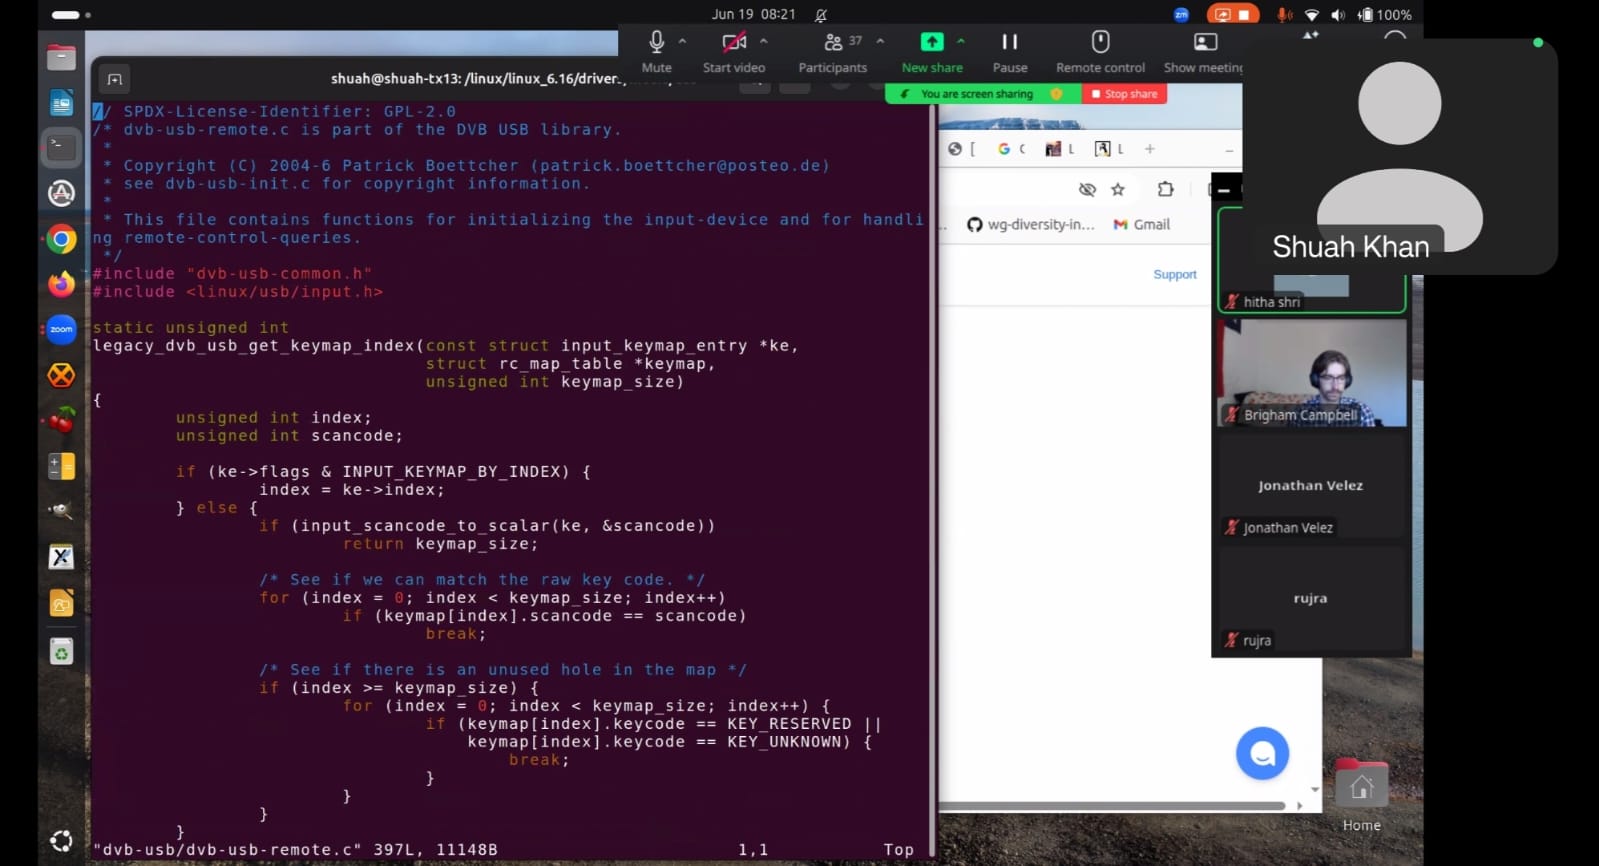 Jun 19 08:21
zm
100%
Mute
Start video
Participants
37
New share
Pause
Remote control
Show meeting
You are screen sharing
Stop share
shuah@shuah-tx13: /linux/linux_6.16/drivers
// SPDX-License-Identifier: GPL-2.0
/* dvb-usb-remote.c is part of the DVB USB library.
 *
 * Copyright (C) 2004-6 Patrick Boettcher (patrick.boettcher@posteo.de)
 * see dvb-usb-init.c for copyright information.
 *
 * This file contains functions for initializing the input-device and for handli
ng remote-control-queries.
 */
#include "dvb-usb-common.h"
#include <linux/usb/input.h>
static unsigned int
legacy_dvb_usb_get_keymap_index(const struct input_keymap_entry *ke,
                                struct rc_map_table *keymap,
                                unsigned int keymap_size)
{
        unsigned int index;
        unsigned int scancode;
        if (ke->flags & INPUT_KEYMAP_BY_INDEX) {
                index = ke->index;
        } else {
                if (input_scancode_to_scalar(ke, &scancode))
                        return keymap_size;
                /* See if we can match the raw key code. */
                for (index = 0; index < keymap_size; index++)
                        if (keymap[index].scancode == scancode)
                                break;
                /* See if there is an unused hole in the map */
                if (index >= keymap_size) {
                        for (index = 0; index < keymap_size; index++) {
                                if (keymap[index].keycode == KEY_RESERVED ||
                                    keymap[index].keycode == KEY_UNKNOWN) {
                                        break;
                                }
                        }
                }
        }
"dvb-usb/dvb-usb-remote.c" 397L, 11148B 1,1 Top
zoom
wg-diversity-in...
Gmail
Support
Shuah Khan
hitha shri
Brigham Campbell
Jonathan Velez
Jonathan Velez
rujra
rujra
Home